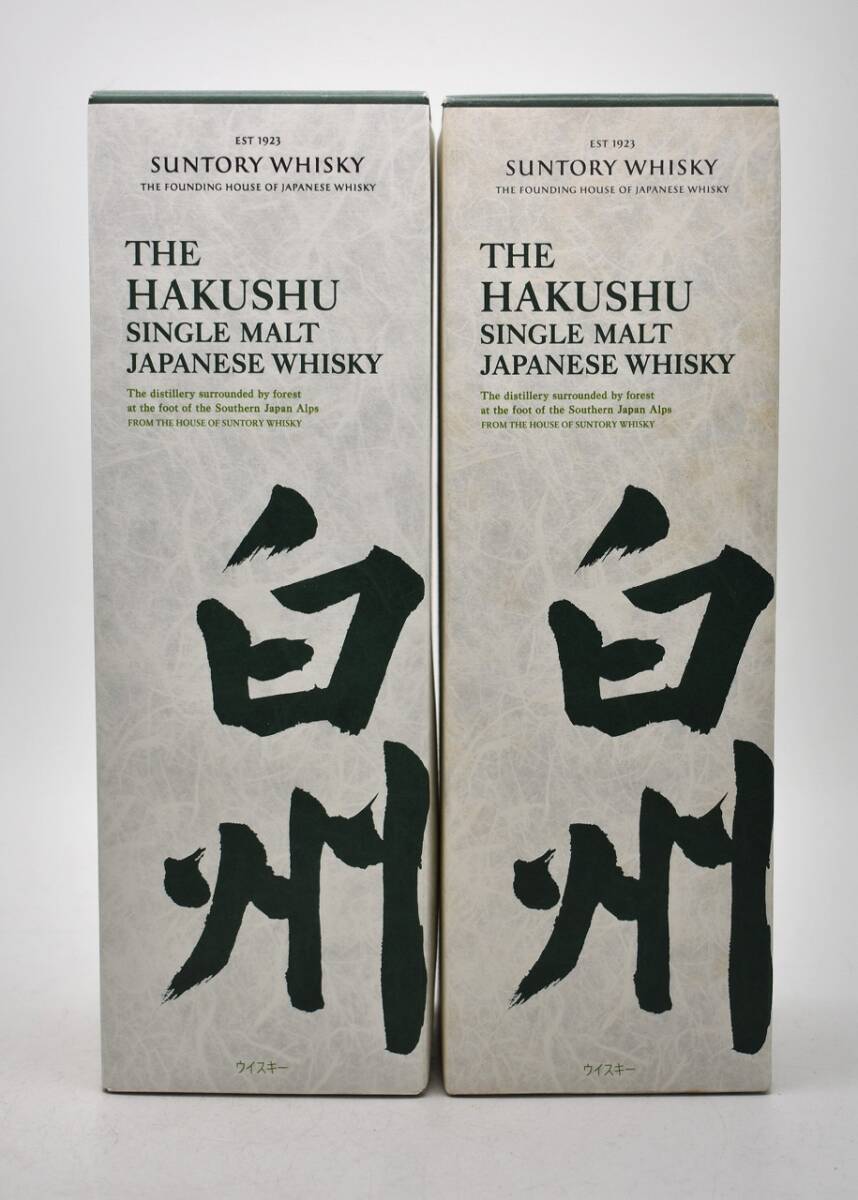 EST 1923
SUNTORY WHISKY
THE FOUNDING HOUSE OF JAPANESE WHISKY
THE
HAKUSHU
SINGLE MALT
JAPANESE WHISKY
The distillery surrounded by forest
at the foot of the Southern Japan Alps
FROM THE HOUSE OF SUNTORY WHISKY
白州
ウイスキー
EST 1923
SUNTORY WHISKY
THE FOUNDING HOUSE OF JAPANESE WHISKY
THE
HAKUSHU
SINGLE MALT
JAPANESE WHISKY
The distillery surrounded by forest
at the foot of the Southern Japan Alps
FROM THE HOUSE OF SUNTORY WHISKY
白州
ウイスキー